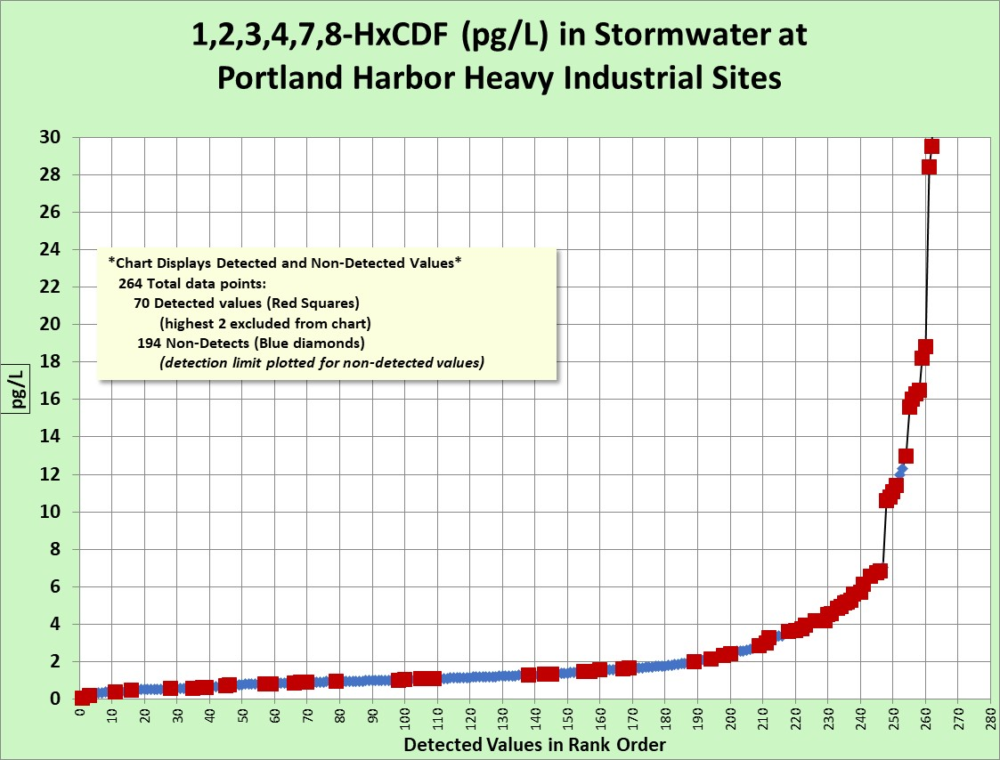 1,2,3,4,7,8-HxCDF (pg/L) in Stormwater at
Portland Harbor Heavy Industrial Sites
30
28
26
24
22
20
18
16
14
12
10
8
6
4
2
0
pg/L
*Chart Displays Detected and Non-Detected Values*
264 Total data points:
70 Detected values (Red Squares)
(highest 2 excluded from chart)
194 Non-Detects (Blue diamonds)
(detection limit plotted for non-detected values)
0 10 20 30 40 50 60 70 80 90 100 110 120 130 140 150 160 170 180 190 200 210 220 230 240 250 260 270 280
Detected Values in Rank Order